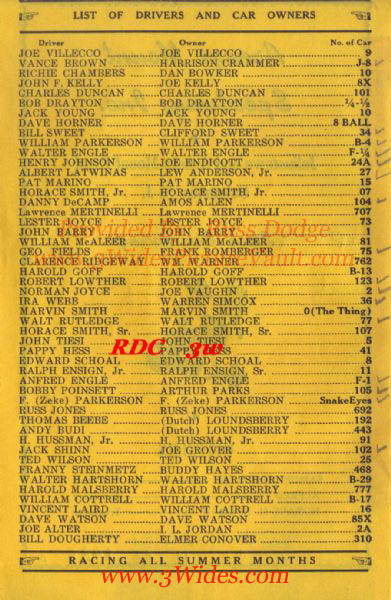 LIST OF DRIVERS AND CAR OWNERS
Driver Owner No. of Car
JOE VILLECCO JOE VILLECCO 9
VANCE BROWN HARRISON CRAMMER J-8
RICHIE CHAMBERS DAN BOWKER 10
JOHN F. KELLY JOE KELLY 8X
CHARLES DUNCAN CHARLES DUNCAN 101
BOB DRAYTON BOB DRAYTON ¼-½
JACK YOUNG JACK YOUNG 10
DAVE HORNER DAVE HORNER 8 BALL
BILL SWEET CLIFFORD SWEET 34
WILLIAM PARKERSON WILLIAM PARKERSON B-4
WALTER ENGLE WALTER ENGLE F-¼
HENRY JOHNSON JOE ENDICOTT 24A
ALBERT LATWINAS LEW ANDERSON, Jr. 27
PAT MARINO PAT MARINO 15
HORACE SMITH, Jr. HORACE SMITH, Jr. 07
DANNY DeCAMP AMOS ALLEN 104
Lawrence MERTINELLI Lawrence MERTINELLI 707
LESTER JOYCE LESTER JOYCE 73
JOHN BARRY JOHN BARRY 1
WILLIAM McALEER WILLIAM McALEER 81
GEO. FIELDS FRANK ROMBERGER 75
CLARENCE RIDGEWAY WM. WARNER 762
HAROLD GOFF HAROLD GOFF B-13
ROBERT LOWTHER ROBERT LOWTHER 123
NORMAN JOYCE JOE VAUGHN 2
IRA WEBB WARREN SIMCOX 36
MARVIN SMITH MARVIN SMITH 0(The Thing)
WALT RUTLEDGE WALT RUTLEDGE 77
HORACE SMITH, Sr. HORACE SMITH, Sr. 107
JOHN TIESI JOHN TIESI 5
PAPPY HESS PAPPY HESS 41
RDC 3w
EDWARD SCHOAL EDWARD SCHOAL 8
RALPH ENSIGN, Jr. RALPH ENSIGN, Sr. 11
ANFRED ENGLE ANFRED ENGLE F-1
BOBBY POINSETT ARTHUR PARKS 105
F. (Zeke) PARKERSON F. (Zeke) PARKERSON SnakeEyes
RUSS JONES RUSS JONES 692
THOMAS BEEBE (Dutch) LOUNDSBERRY 192
ANDY BUDI (Dutch) LOUNDSBERRY 443
H. HUSSMAN, Jr. H. HUSSMAN, Jr. 91
JACK SHINN JOE GROVER 102
TED WILSON TED WILSON 25
FRANNY STEINMETZ BUDDY HAYES 468
WALTER HARTSHORN WALTER HARTSHORN B-29
HAROLD MALSBERRY HAROLD MALSBERRY 777
WILLIAM COTTRELL WILLIAM COTTRELL B-17
VINCENT LAIRD VINCENT LAIRD 16
DAVE WATSON DAVE WATSON 85X
JOE ALTER I. L. JORDAN 2A
BILL DOUGHERTY ELMER CONOVER 310
RACING ALL SUMMER MONTHS
www.3Wides.com